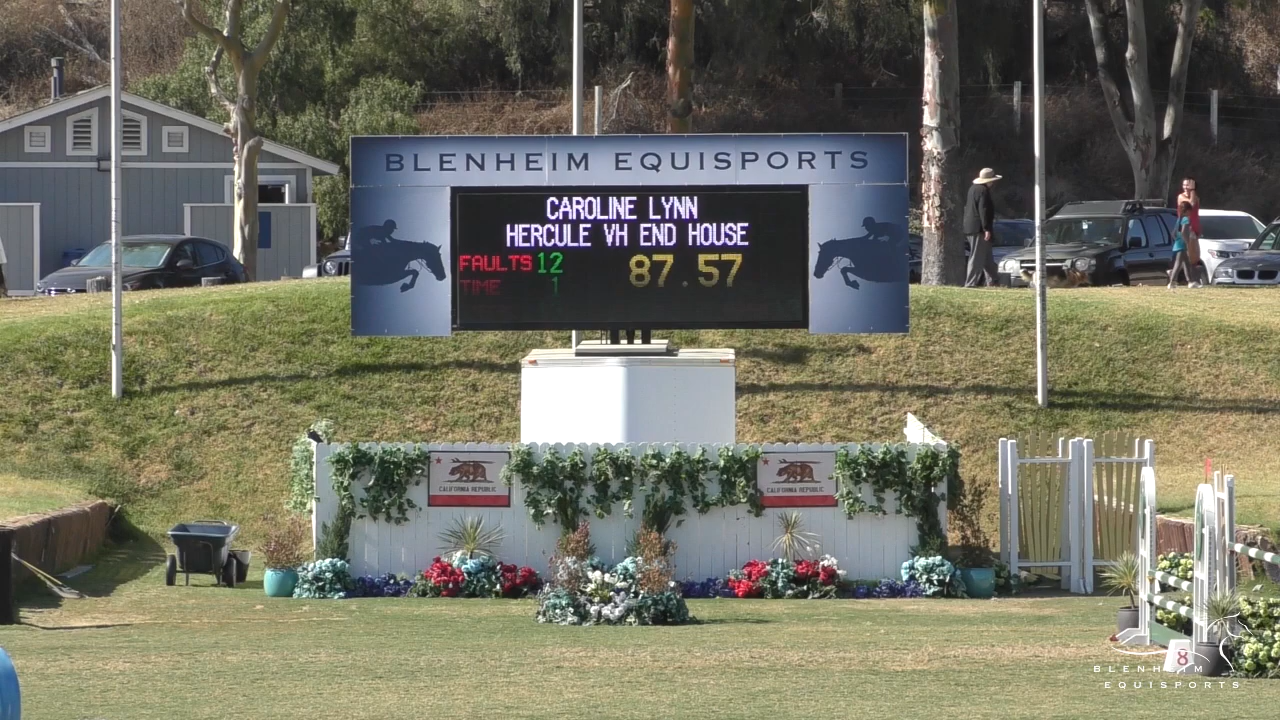 BLENHEIM EQUISPORTS
CAROLINE LYNN
HERCULE VH END HOUSE
FAULTS 12 87.57
TIME 1
CALIFORNIA REPUBLIC
CALIFORNIA REPUBLIC
8
BLENHEIM
EQUISPORTS